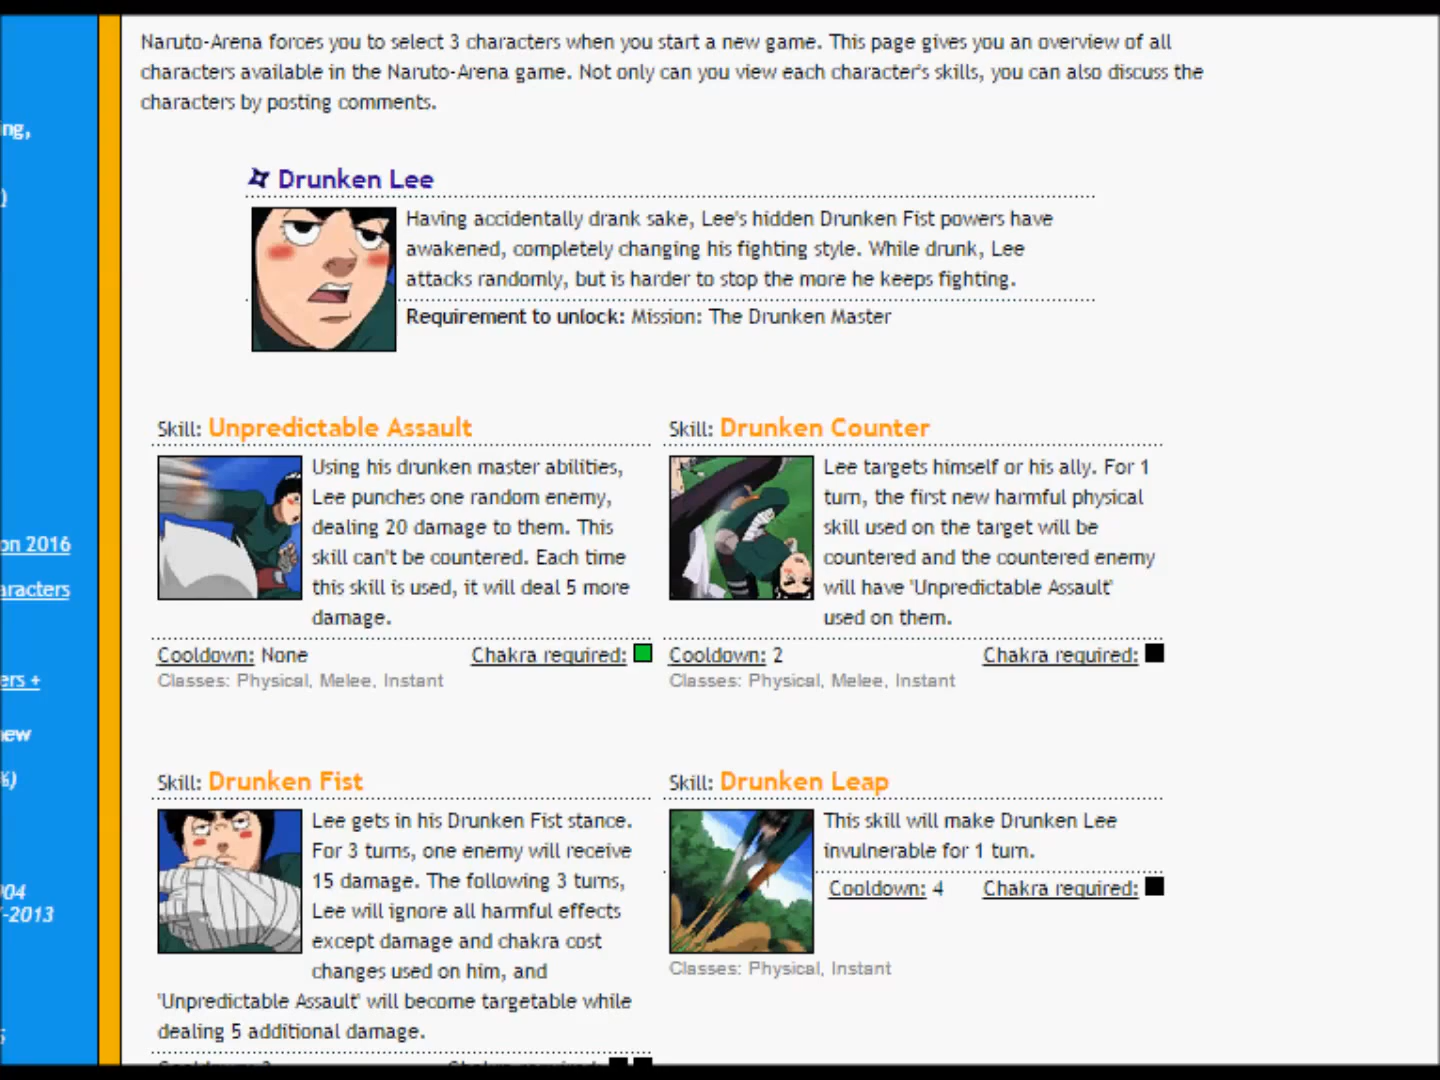 Naruto-Arena forces you to select 3 characters when you start a new game. This page gives you an overview of all
characters available in the Naruto-Arena game. Not only can you view each character's skills, you can also discuss the
characters by posting comments.
ing,
)
on 2016
aracters
ers +
new
%)
004
-2013
Drunken Lee
Having accidentally drank sake, Lee's hidden Drunken Fist powers have
awakened, completely changing his fighting style. While drunk, Lee
attacks randomly, but is harder to stop the more he keeps fighting.
Requirement to unlock: Mission: The Drunken Master
Skill: Unpredictable Assault
Using his drunken master abilities,
Lee punches one random enemy,
dealing 20 damage to them. This
skill can't be countered. Each time
this skill is used, it will deal 5 more
damage.
Cooldown: None Chakra required:
Classes: Physical, Melee, Instant
Skill: Drunken Counter
Lee targets himself or his ally. For 1
turn, the first new harmful physical
skill used on the target will be
countered and the countered enemy
will have 'Unpredictable Assault'
used on them.
Cooldown: 2 Chakra required:
Classes: Physical, Melee, Instant
Skill: Drunken Fist
Lee gets in his Drunken Fist stance.
For 3 turns, one enemy will receive
15 damage. The following 3 turns,
Lee will ignore all harmful effects
except damage and chakra cost
changes used on him, and
'Unpredictable Assault' will become targetable while
dealing 5 additional damage.
Skill: Drunken Leap
This skill will make Drunken Lee
invulnerable for 1 turn.
Cooldown: 4 Chakra required:
Classes: Physical, Instant